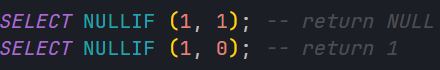 SELECT NULLIF (1, 1); -- return NULL
SELECT NULLIF (1, 0); -- return 1